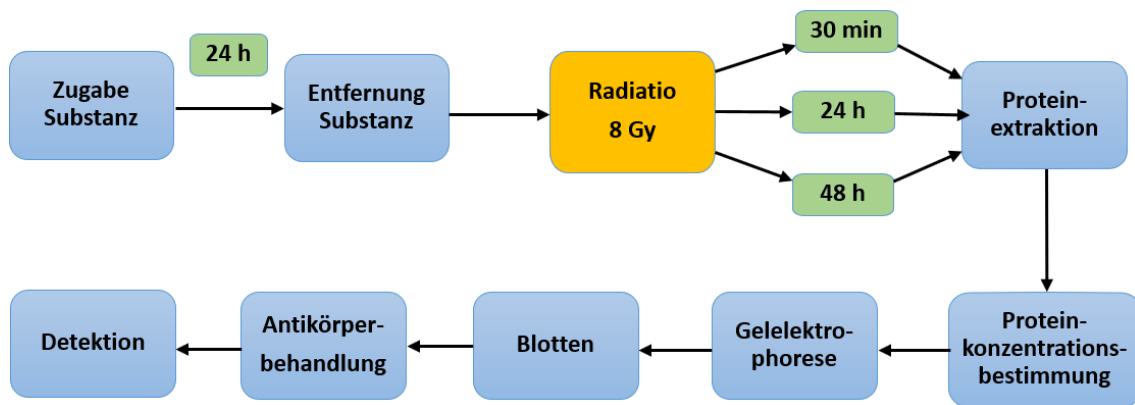 24 h
Zugabe
Substanz
Entfernung
Substanz
Radiatio
8 Gy
30 min
24 h
48 h
Protein-
extraktion
Protein-
konzentrations-
bestimmung
Gelelektro-
phorese
Blotten
Antikörper-
behandlung
Detektion